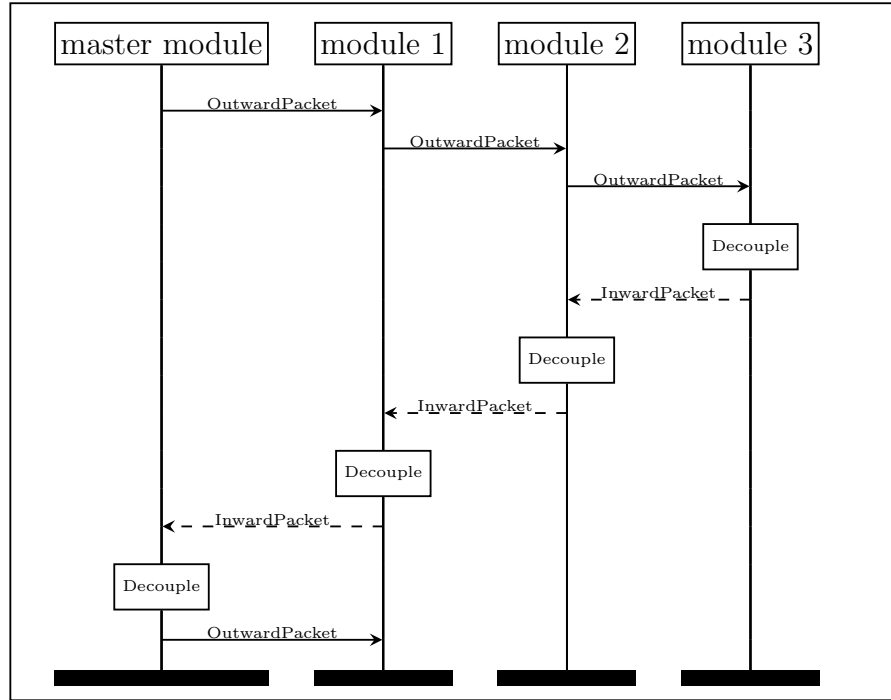 master module
module 1
module 2
module 3
OutwardPacket
OutwardPacket
OutwardPacket
Decouple
InwardPacket
Decouple
InwardPacket
Decouple
InwardPacket
Decouple
OutwardPacket